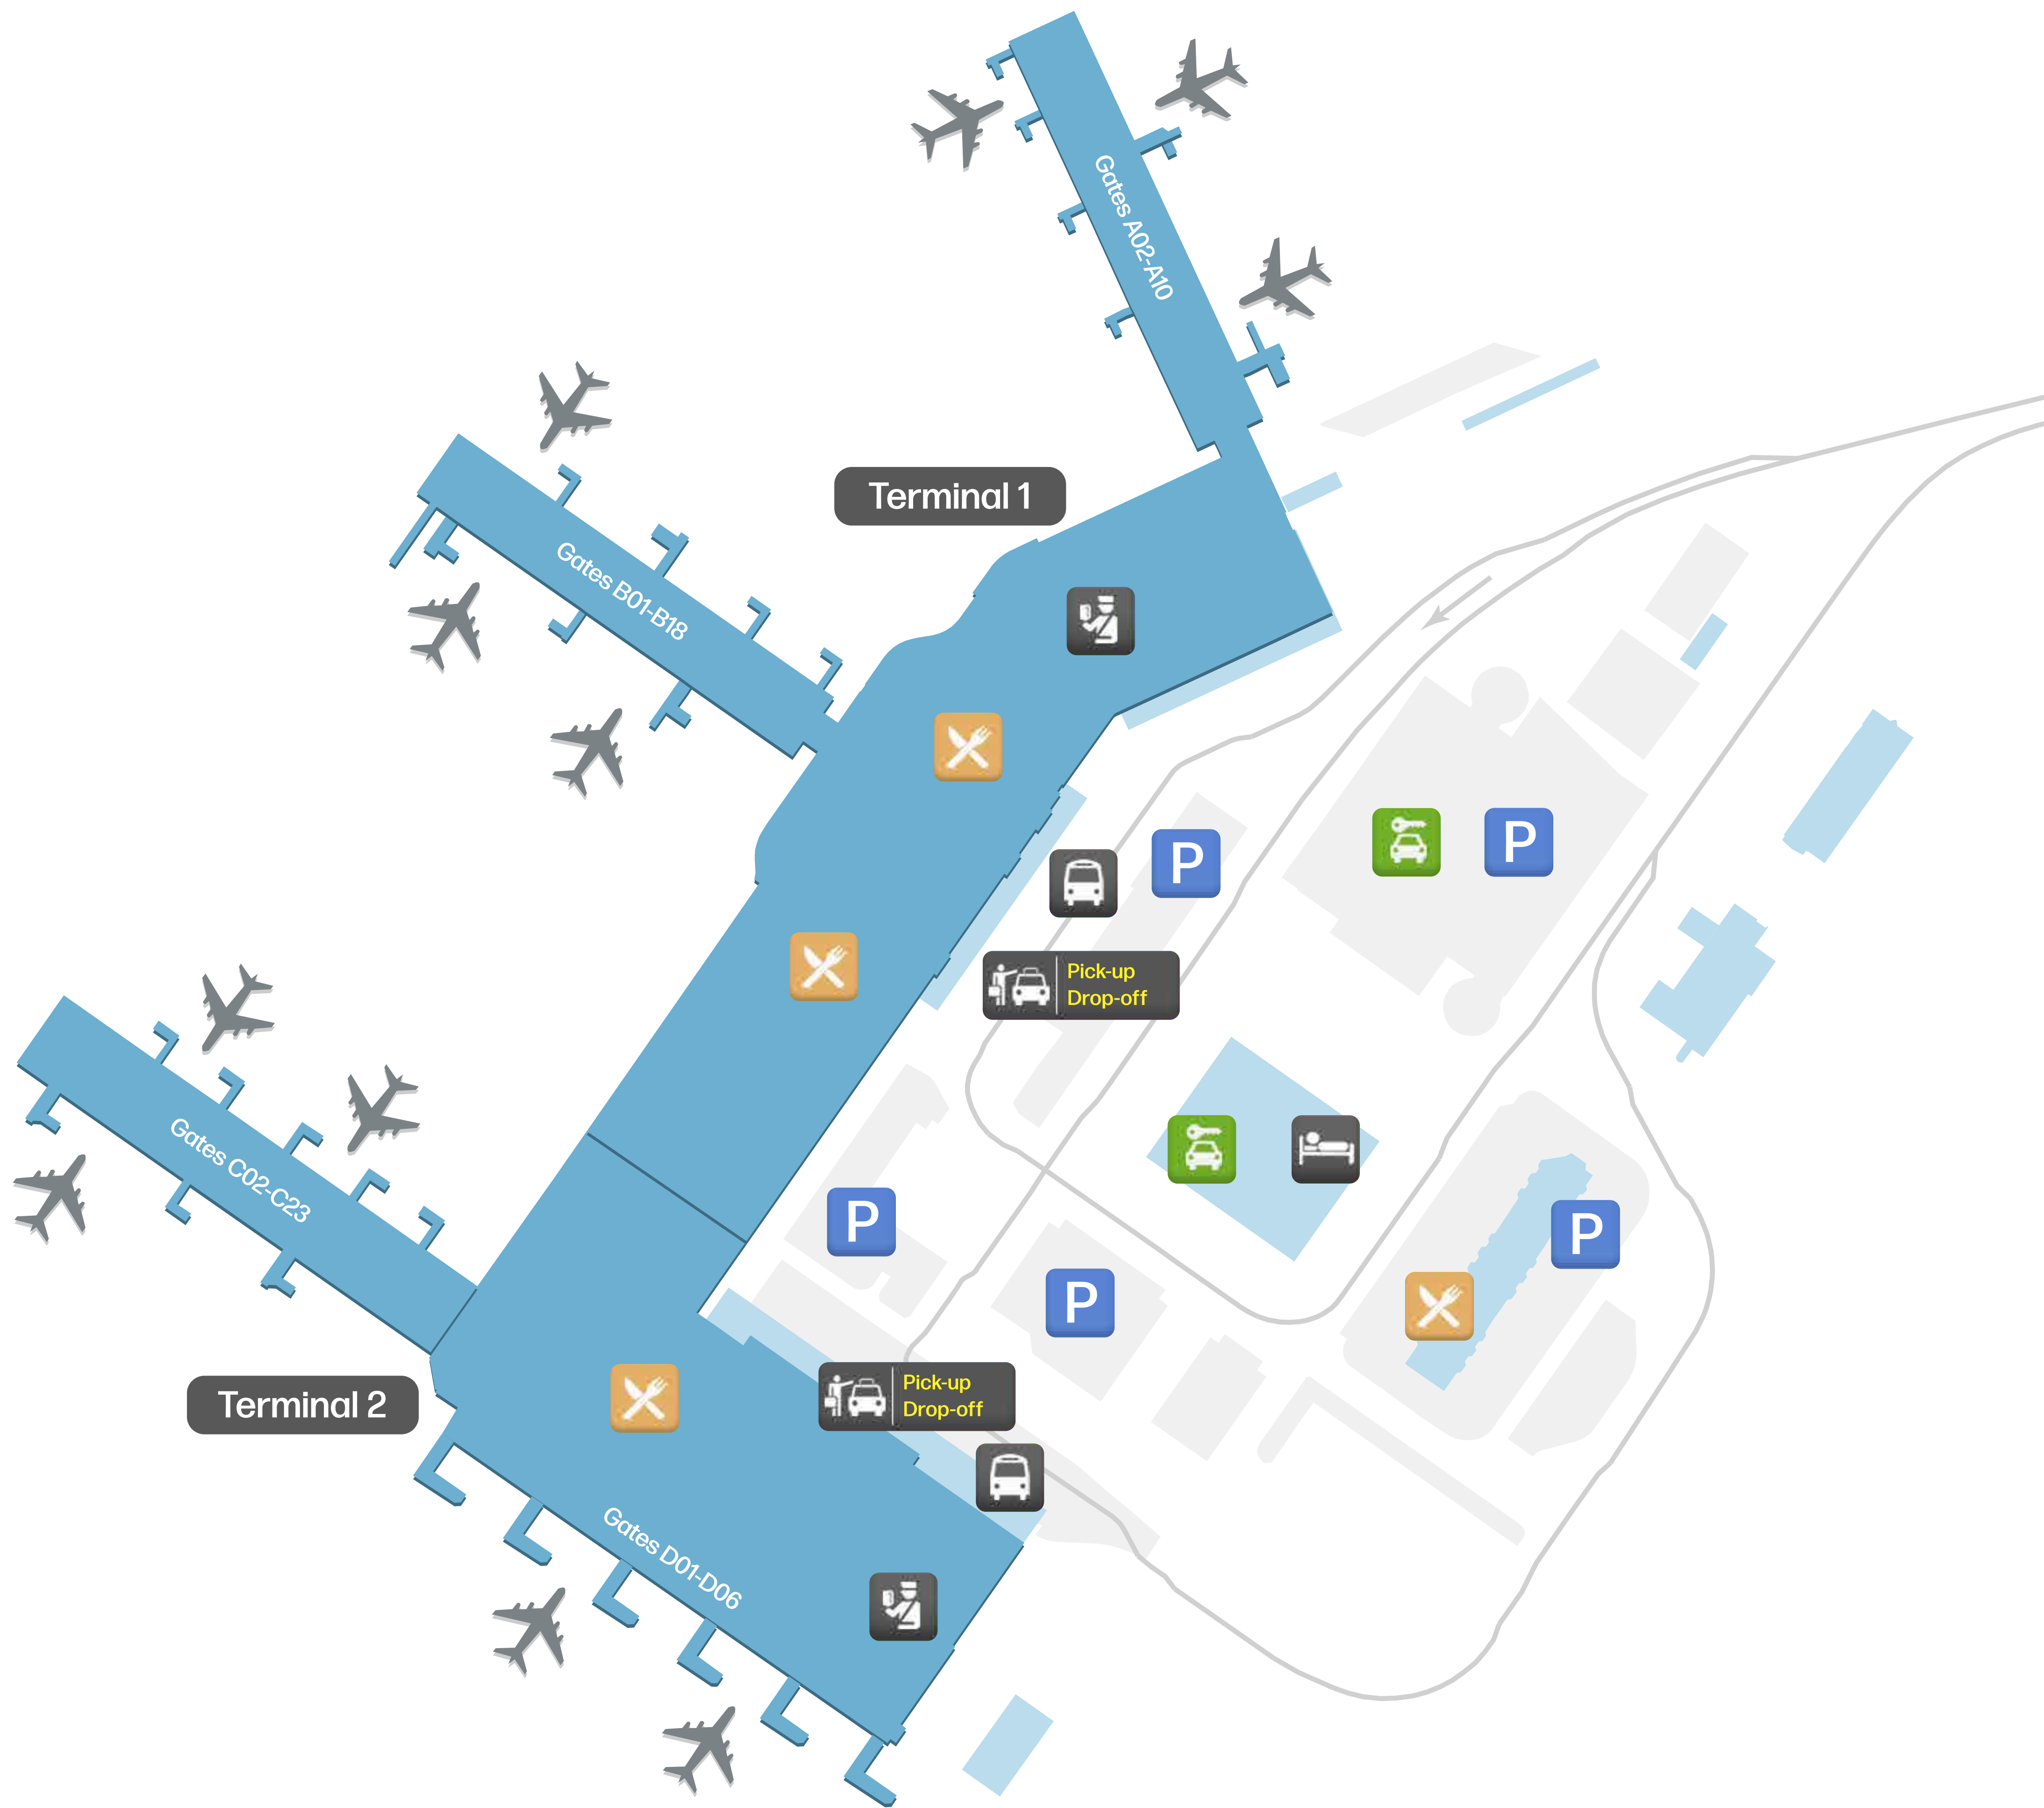 Gates A02-A10
Terminal 1
Gates B01-B18
P
P
Pick-up
Drop-off
Gates C02-C23
P
P
P
Terminal 2
Pick-up
Drop-off
Gates D01-D06